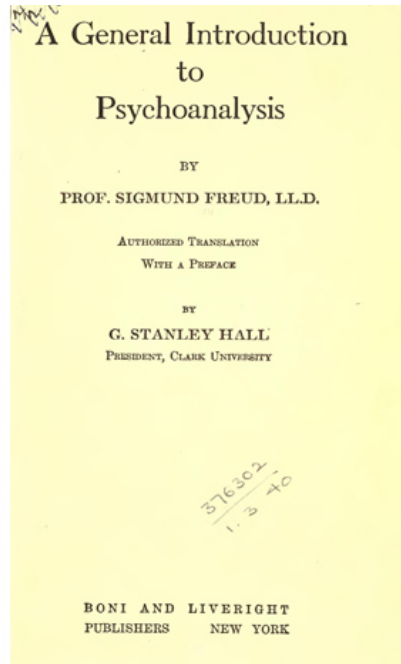 A General Introduction
to
Psychoanalysis
BY
PROF. SIGMUND FREUD, LL.D.
AUTHORIZED TRANSLATION
WITH A PREFACE
BY
G. STANLEY HALL
PRESIDENT, CLARK UNIVERSITY
376302
1. 3 40
BONI AND LIVERIGHT
PUBLISHERS NEW YORK